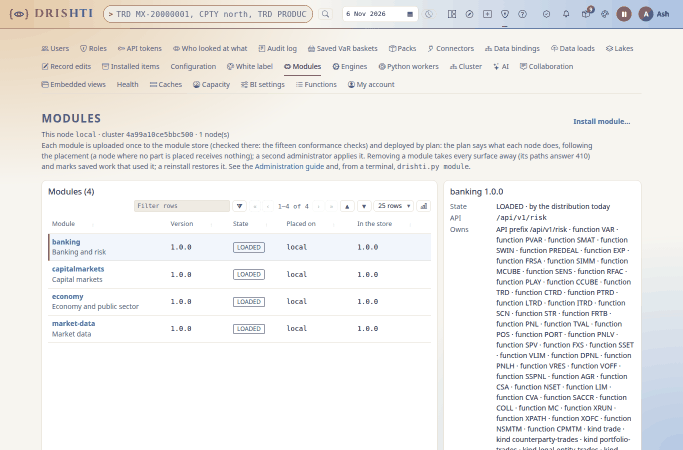 {👁} DRISHTI
> TRD MX-20000001, CPTY north, TRD PRODUC
6 Nov 2026
A Ash
Users Roles API tokens Who looked at what Audit log Saved VaR baskets Packs Connectors Data bindings Data loads Lakes
Record edits Installed items Configuration White label Modules Engines Python workers Cluster AI Collaboration
Embedded views Health Caches Capacity BI settings Functions My account
MODULES
Install module...
This node local · cluster 4a99a10ce5bbc500 · 1 node(s)
Each module is uploaded once to the module store (checked there: the fifteen conformance checks) and deployed by plan: the plan says what each node does, following
the placement (a node where no part is placed receives nothing); a second administrator applies it. Removing a module takes every surface away (its paths answer 410)
and marks saved work that used it; a reinstall restores it. See the Administration guide and, from a terminal, drishti.py module.
Modules (4)
Filter rows
« ‹ 1–4 of 4 › »
25 rows
Module Version State Placed on In the store
banking
Banking and risk
1.0.0 LOADED local 1.0.0
capitalmarkets
Capital markets
1.0.0 LOADED local 1.0.0
economy
Economy and public sector
1.0.0 LOADED local 1.0.0
market-data
Market data
1.0.0 LOADED local 1.0.0
banking 1.0.0
State LOADED · by the distribution today
API /api/v1/risk
Owns API prefix /api/v1/risk · function VAR ·
function PVAR · function SMAT · function
SWIN · function PREDEAL · function EXP ·
function FRSA · function SIMM · function
MCUBE · function SENS · function RFAC ·
function PLAY · function CCUBE · function
TRD · function CTRD · function PTRD ·
function LTRD · function ITRD · function
SCN · function STR · function FRTB ·
function PNL · function TVAL · function
POS · function PORT · function PNLV ·
function SPV · function FXS · function SSET
· function VLIM · function DPNL · function
PNLH · function VRES · function VOFF ·
function SSPNL · function AGR · function
CSA · function NSET · function LIM ·
function CVA · function SACCR · function
COLL · function MC · function XRUN ·
function XPATH · function XOFC · function
NSMTM · function CPMTM · kind trade ·
kind counterparty-trades · kind portfolio-
trades · kind legal-entity-trades · kind